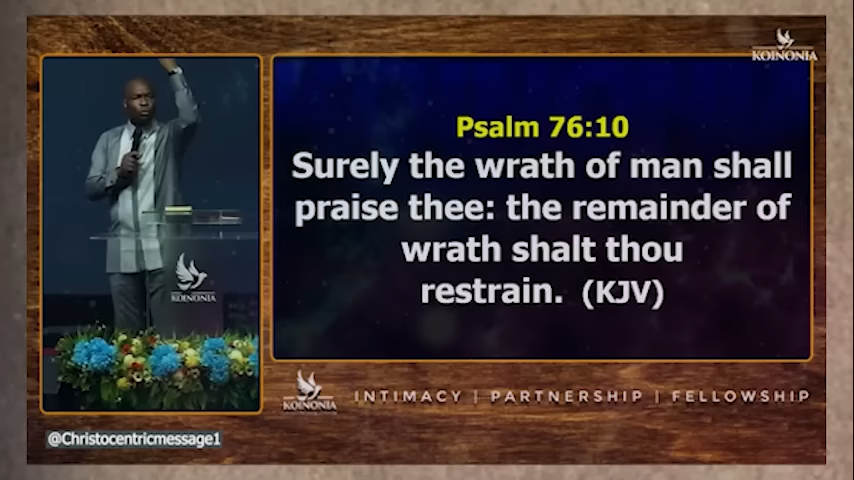 KOINONIA
Psalm 76:10
Surely the wrath of man shall
praise thee: the remainder of
wrath shalt thou
restrain. (KJV)
KOINONIA
KOINONIA
INTIMACY | PARTNERSHIP | FELLOWSHIP
@Christocentricmessage1